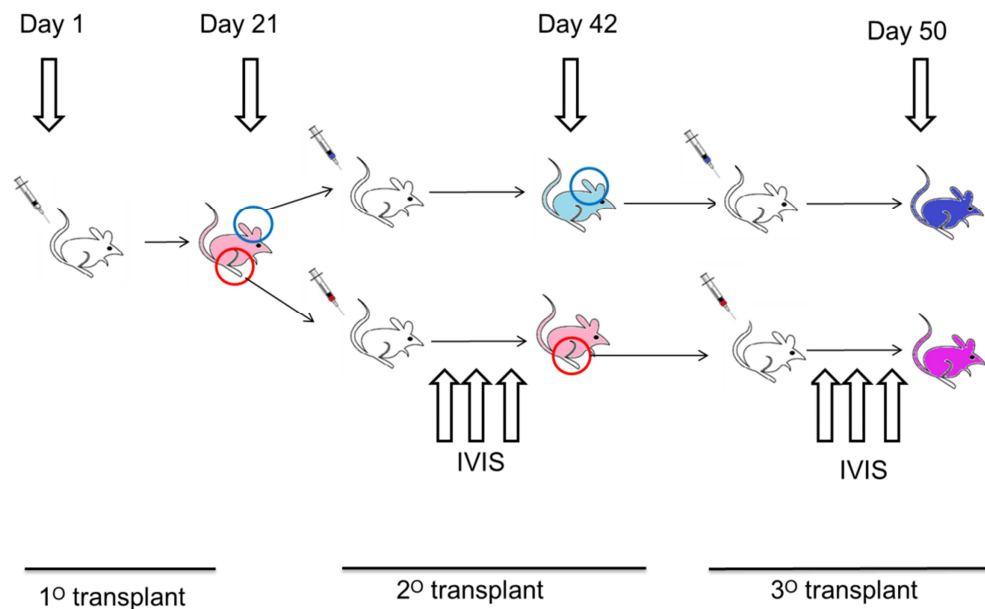 Day 1
Day 21
Day 42
Day 50
IVIS
IVIS
1º transplant
2º transplant
3º transplant